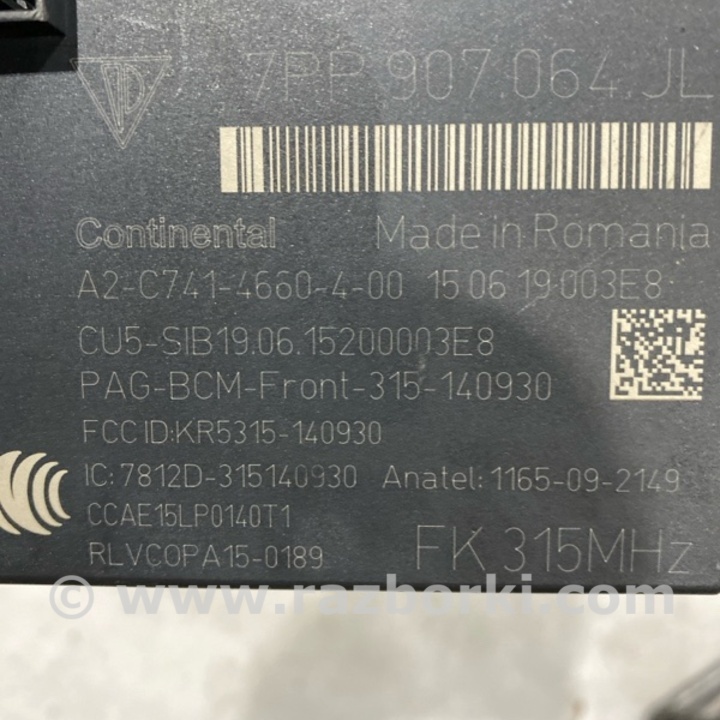 7PP.907.064.JL
Continental Made in Romania
A2-C741-4660-4-00 15 06 19 003E8
CU5-SIB19.06.15200003E8
PAG-BCM-Front-315-140930
FCC ID:KR5315-140930
IC: 7812D-315140930 Anatel: 1165-09-2149
CCAE15LP0140T1
RLVCOPA15-0189 FK 315MHz
© www.razborki.com